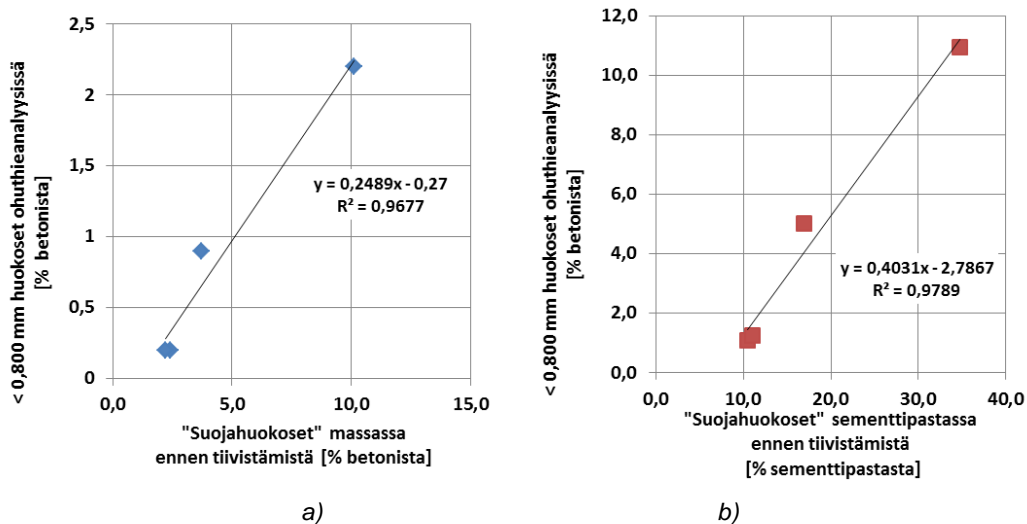 < 0,800 mm huokoset ohuthieanalyysissä
[% betonista]
2,5
2
1,5
1
0,5
0
0,0
5,0
10,0
15,0
y = 0,2489x - 0,27
R² = 0,9677
"Suojahuokoset" massassa
ennen tiivistämistä [% betonista]
a)
< 0,800 mm huokoset ohuthieanalyysissä
[% betonista]
12,0
10,0
8,0
6,0
4,0
2,0
0,0
0,0
10,0
20,0
30,0
40,0
y = 0,4031x - 2,7867
R² = 0,9789
"Suojahuokoset" sementtipastassa
ennen tiivistämistä
[% sementtipastasta]
b)